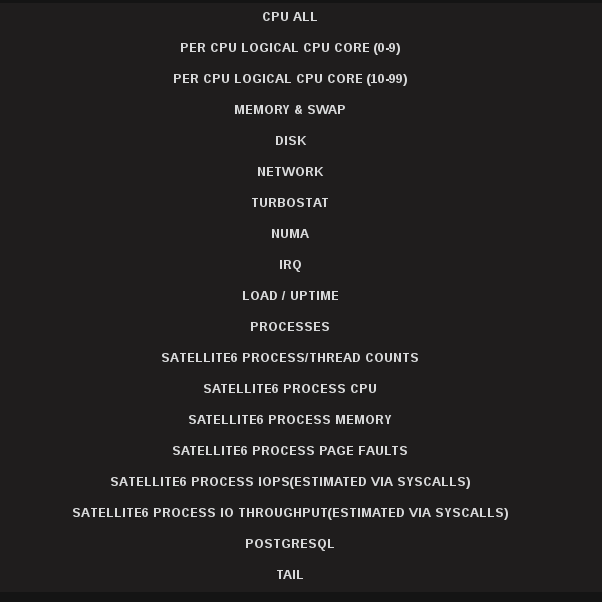 CPU ALL
PER CPU LOGICAL CPU CORE (0-9)
PER CPU LOGICAL CPU CORE (10-99)
MEMORY & SWAP
DISK
NETWORK
TURBOSTAT
NUMA
IRQ
LOAD / UPTIME
PROCESSES
SATELLITE6 PROCESS/THREAD COUNTS
SATELLITE6 PROCESS CPU
SATELLITE6 PROCESS MEMORY
SATELLITE6 PROCESS PAGE FAULTS
SATELLITE6 PROCESS IOPS(ESTIMATED VIA SYSCALLS)
SATELLITE6 PROCESS IO THROUGHPUT(ESTIMATED VIA SYSCALLS)
POSTGRESQL
TAIL